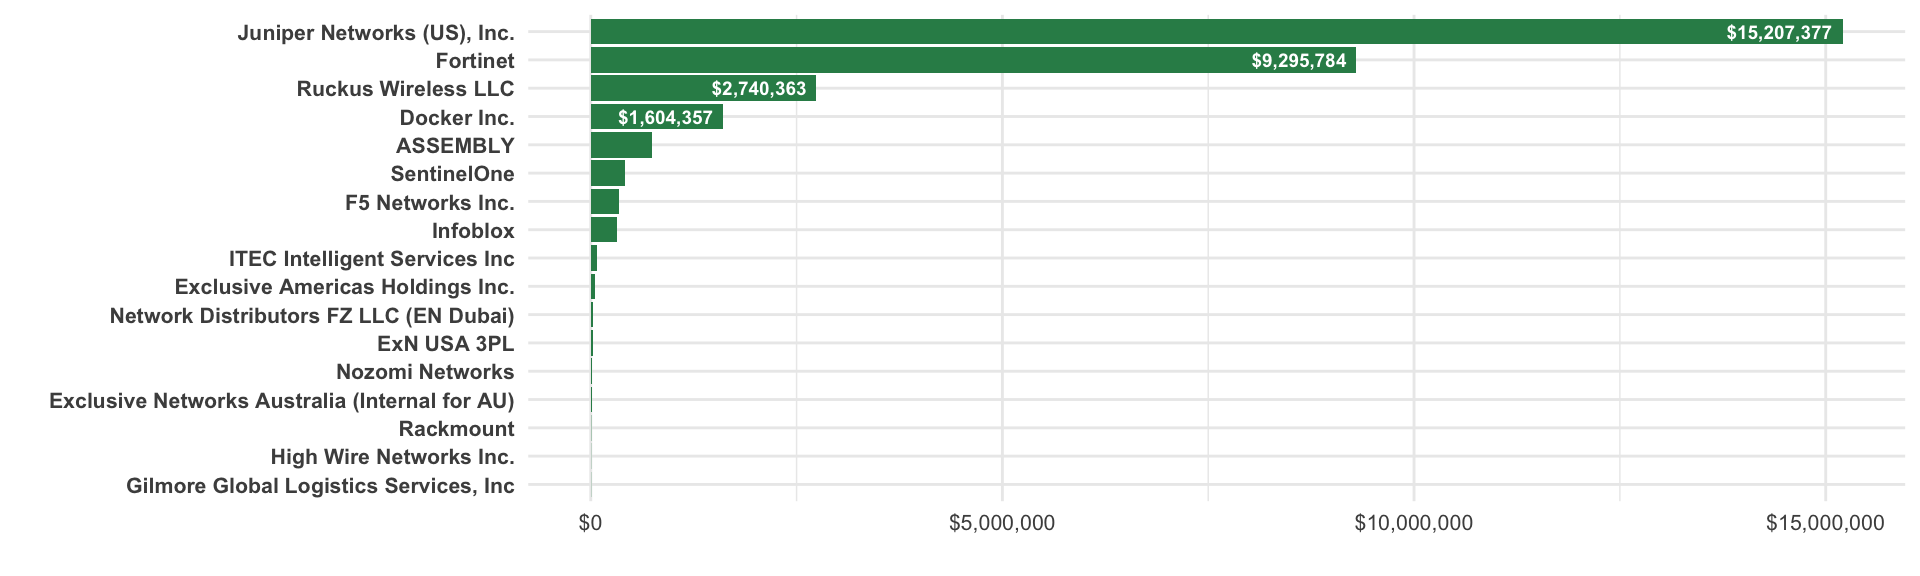 Juniper Networks (US), Inc. $15,207,377
Fortinet $9,295,784
Ruckus Wireless LLC $2,740,363
Docker Inc. $1,604,357
ASSEMBLY
SentinelOne
F5 Networks Inc.
Infoblox
ITEC Intelligent Services Inc
Exclusive Americas Holdings Inc.
Network Distributors FZ LLC (EN Dubai)
ExN USA 3PL
Nozomi Networks
Exclusive Networks Australia (Internal for AU)
Rackmount
High Wire Networks Inc.
Gilmore Global Logistics Services, Inc
$0 $5,000,000 $10,000,000 $15,000,000